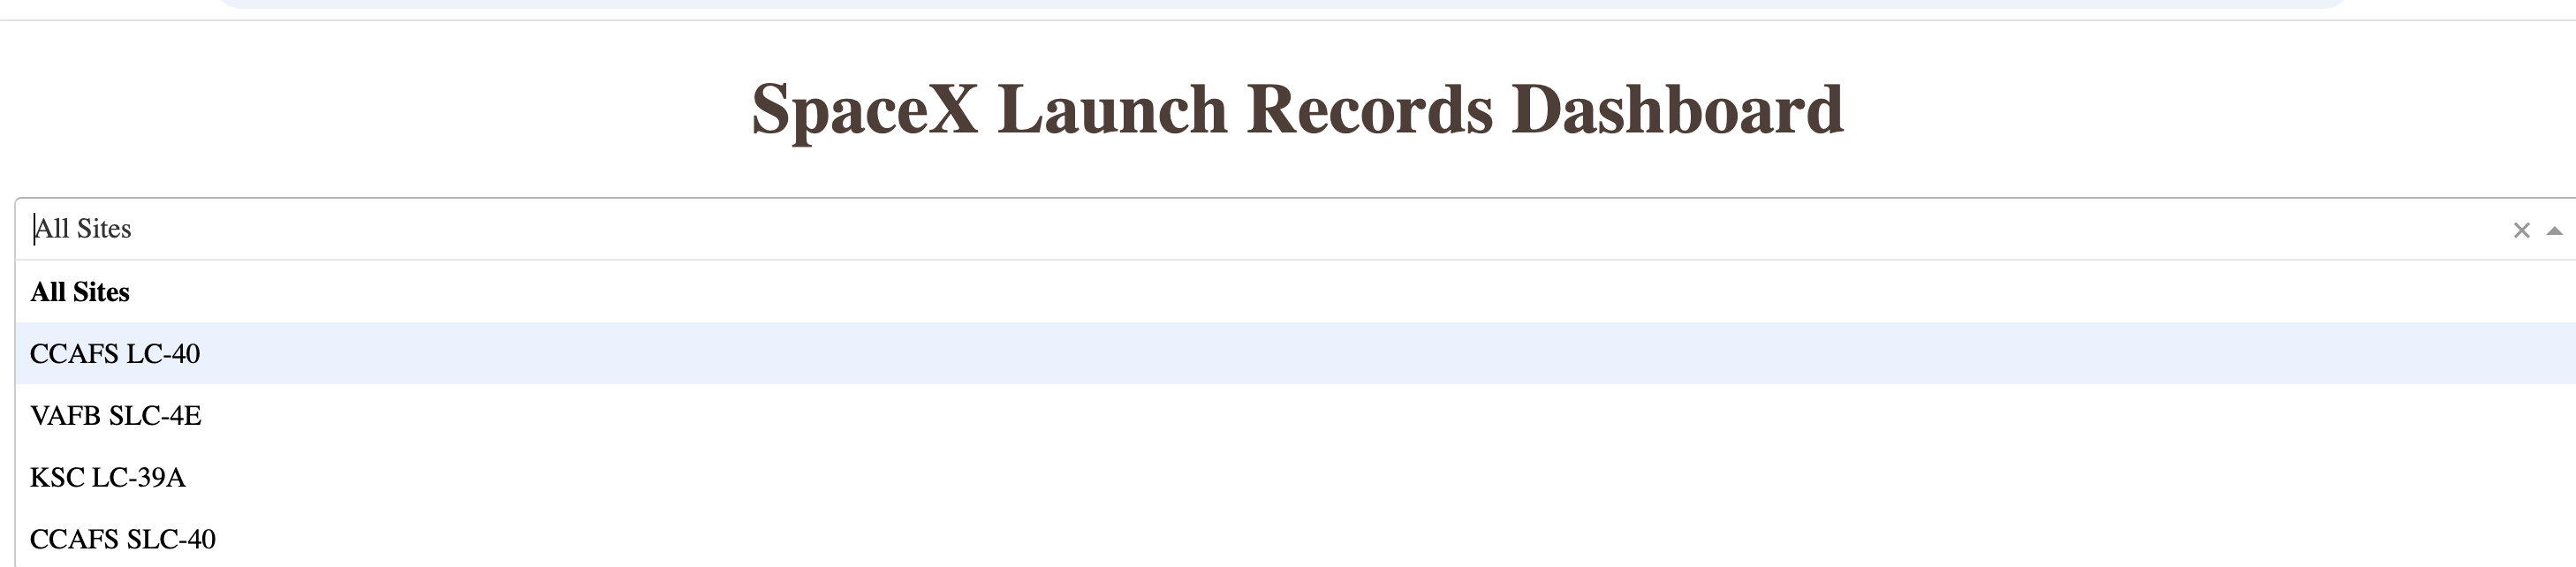 SpaceX Launch Records Dashboard
All Sites
All Sites
CCAFS LC-40
VAFB SLC-4E
KSC LC-39A
CCAFS SLC-40